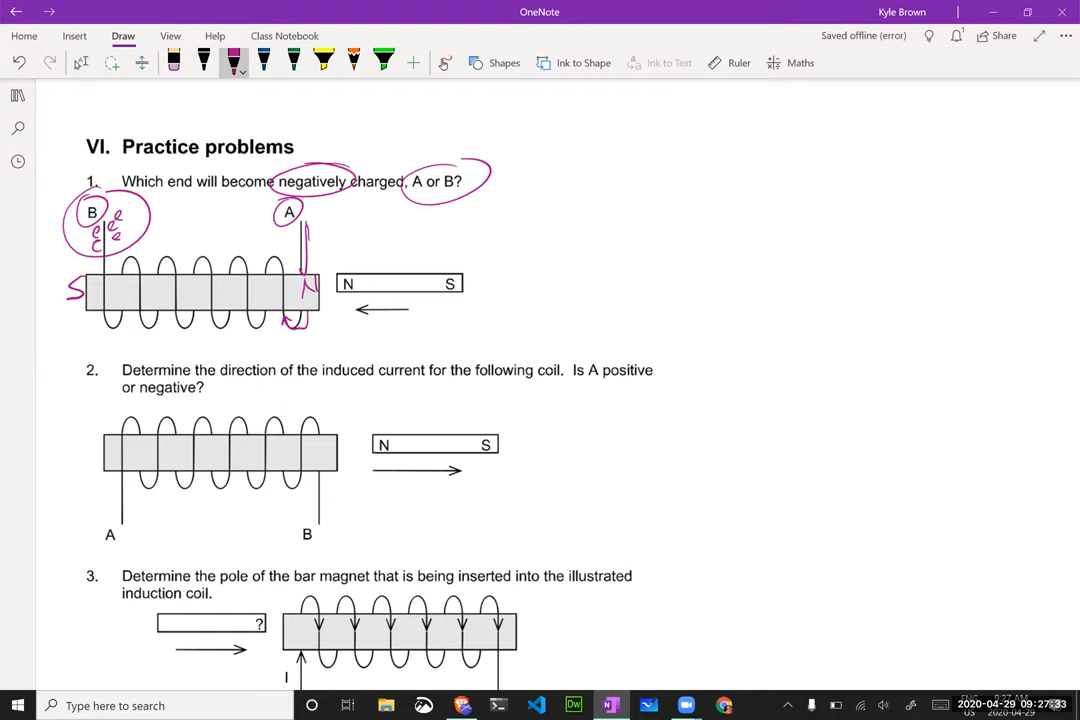 OneNote
Kyle Brown
Home Insert Draw View Help Class Notebook
Saved offline (error)
Share
Shapes
Ink to Shape
Ink to Text
Ruler
Maths
VI. Practice problems
1. Which end will become negatively charged, A or B?
B e A
e e
e e
S N N S
2. Determine the direction of the induced current for the following coil. Is A positive
or negative?
N S
A B
3. Determine the pole of the bar magnet that is being inserted into the illustrated
induction coil.
?
I
Type here to search
Dw
2020-04-29 09:27:33